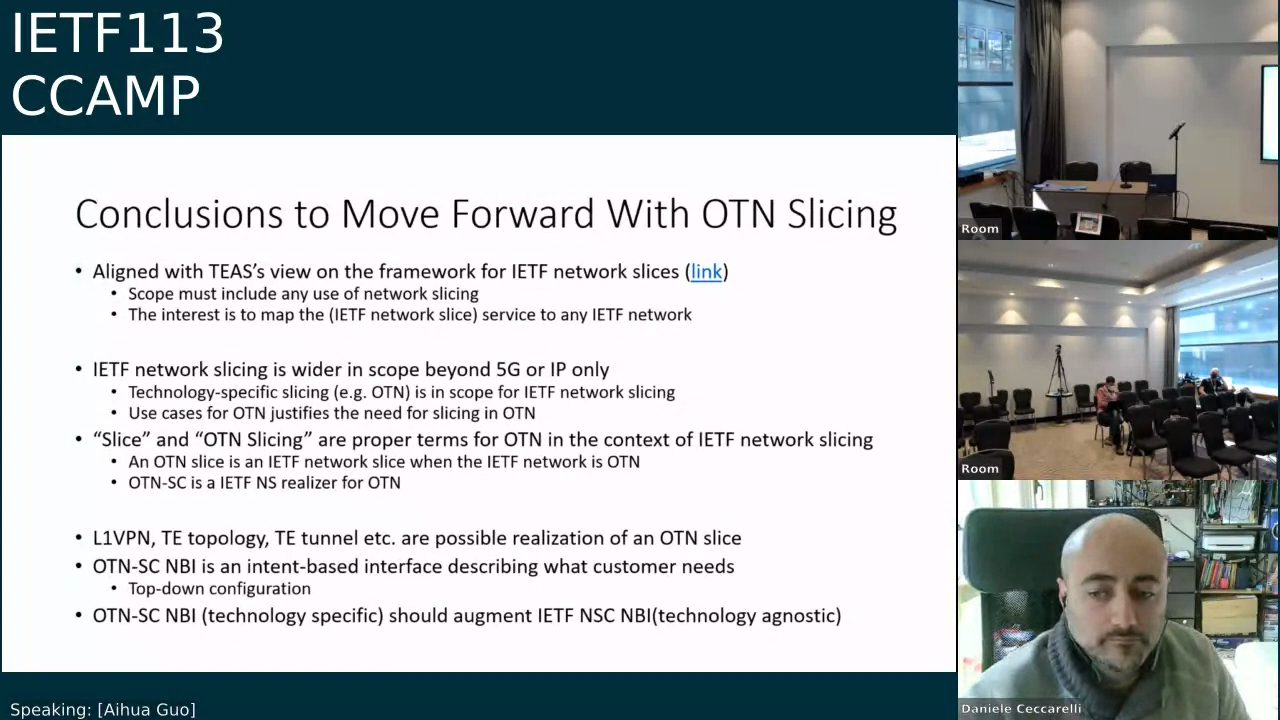 IETF113
CCAMP
Conclusions to Move Forward With OTN Slicing
• Aligned with TEAS's view on the framework for IETF network slices (link)
• Scope must include any use of network slicing
• The interest is to map the (IETF network slice) service to any IETF network
• IETF network slicing is wider in scope beyond 5G or IP only
• Technology-specific slicing (e.g. OTN) is in scope for IETF network slicing
• Use cases for OTN justifies the need for slicing in OTN
• “Slice” and “OTN Slicing” are proper terms for OTN in the context of IETF network slicing
• An OTN slice is an IETF network slice when the IETF network is OTN
• OTN-SC is a IETF NS realizer for OTN
• L1VPN, TE topology, TE tunnel etc. are possible realization of an OTN slice
• OTN-SC NBI is an intent-based interface describing what customer needs
• Top-down configuration
• OTN-SC NBI (technology specific) should augment IETF NSC NBI(technology agnostic)
Speaking: [Aihua Guo]
Room
Room
Daniele Ceccarelli